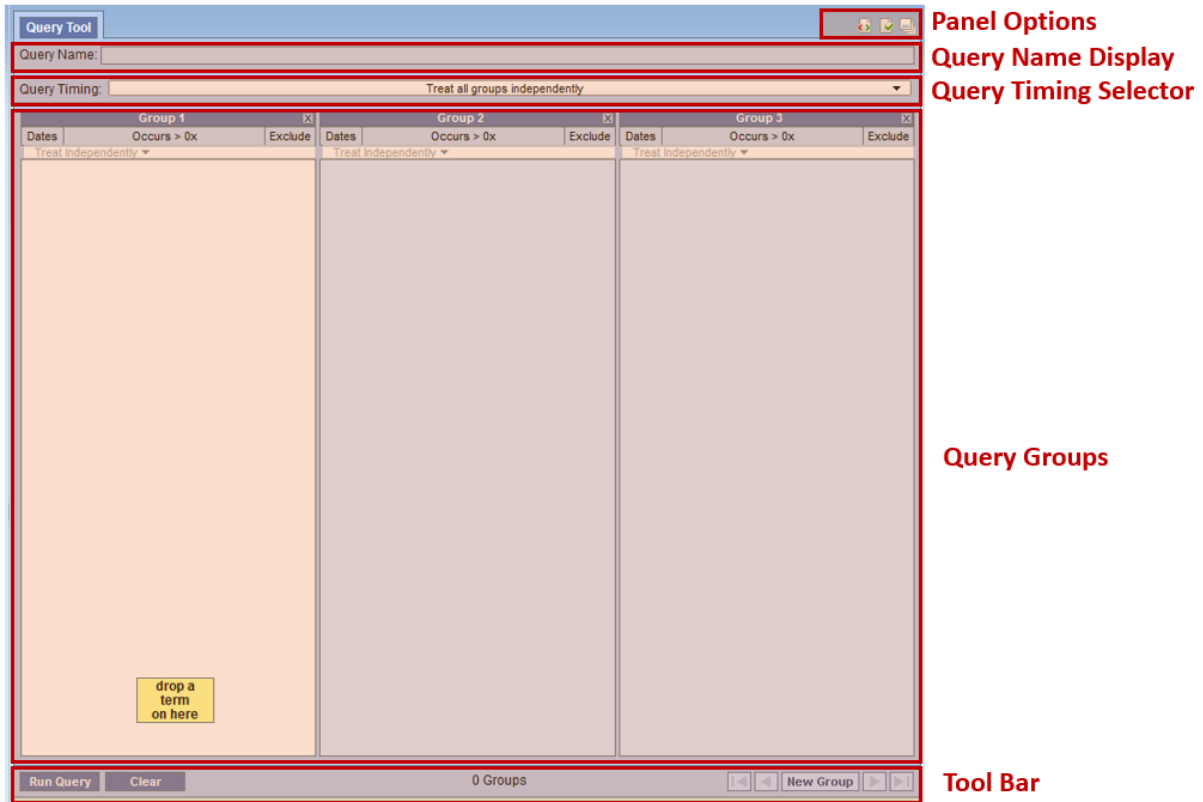 Query Tool
Panel Options
Query Name:
Query Name Display
Query Timing: Treat all groups independently
Query Timing Selector
Group 1 Group 2 Group 3
Dates Occurs > 0x Exclude Dates Occurs > 0x Exclude Dates Occurs > 0x Exclude
Treat Independently Treat Independently Treat Independently
Query Groups
drop a
term
on here
Run Query Clear 0 Groups New Group
Tool Bar